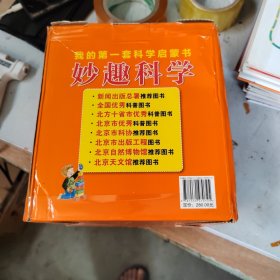 我的第一套科学启蒙书
妙趣科学
• 新闻出版总署推荐图书
• 全国优秀科普图书
• 北方十省市优秀科普图书
• 北京市优秀科普图书
• 北京市科协推荐图书
• 北京市出版工程图书
• 北京自然博物馆推荐图书
• 北京天文馆推荐图书
定价：280.00元